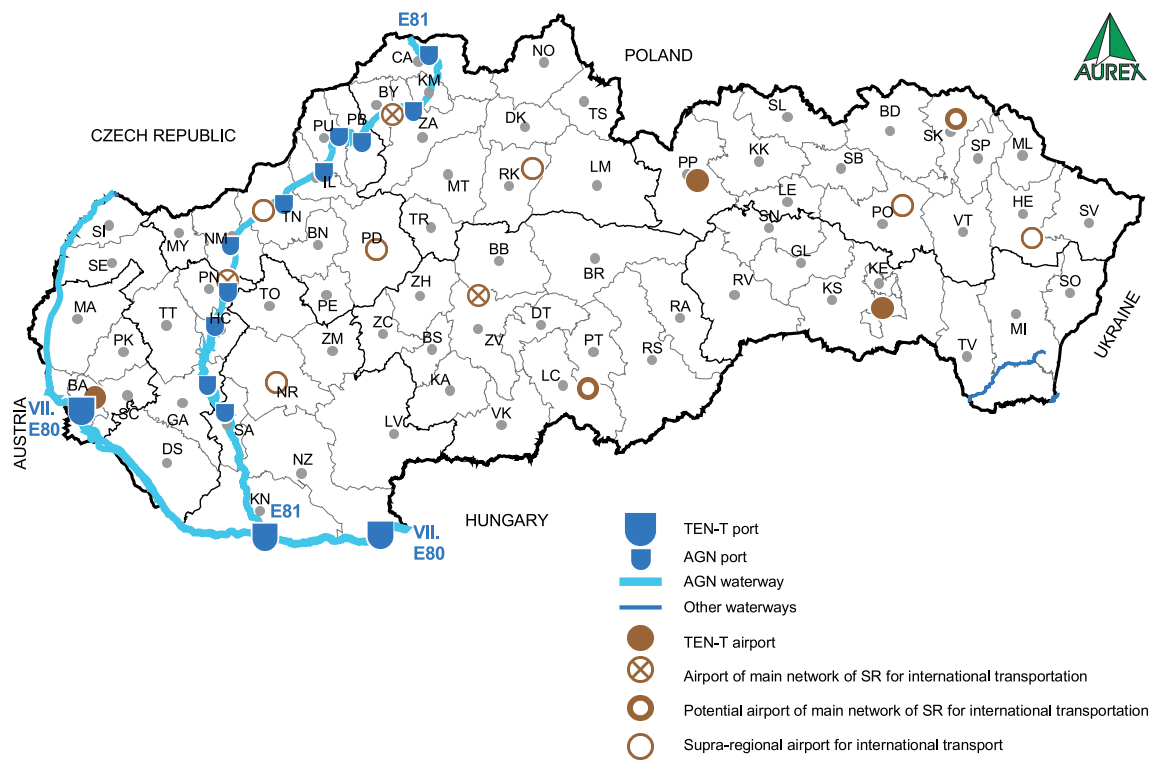 E81
CA
NO
POLAND
AUREX
KM
BY
TS
SL
BD
CZECH REPUBLIC
PU
PB
ZA
DK
SK
KK
SB
SP
ML
IL
MT
RK
LM
PP
LE
SI
TN
TR
SN
PO
VT
HE
SV
MY
NM
BN
PD
BB
SE
GL
BR
PN
TO
PE
ZH
RV
KS
KE
SO
MA
TT
HC
ZC
DT
RA
MI
UKRAINE
PK
ZM
BS
ZV
PT
RS
TV
BA
SC
NR
KA
LC
VII.
E80
AUSTRIA
GA
SA
LV
VK
DS
NZ
KN
E81
HUNGARY
VII.
E80
TEN-T port
AGN port
AGN waterway
Other waterways
TEN-T airport
Airport of main network of SR for international transportation
Potential airport of main network of SR for international transportation
Supra-regional airport for international transport